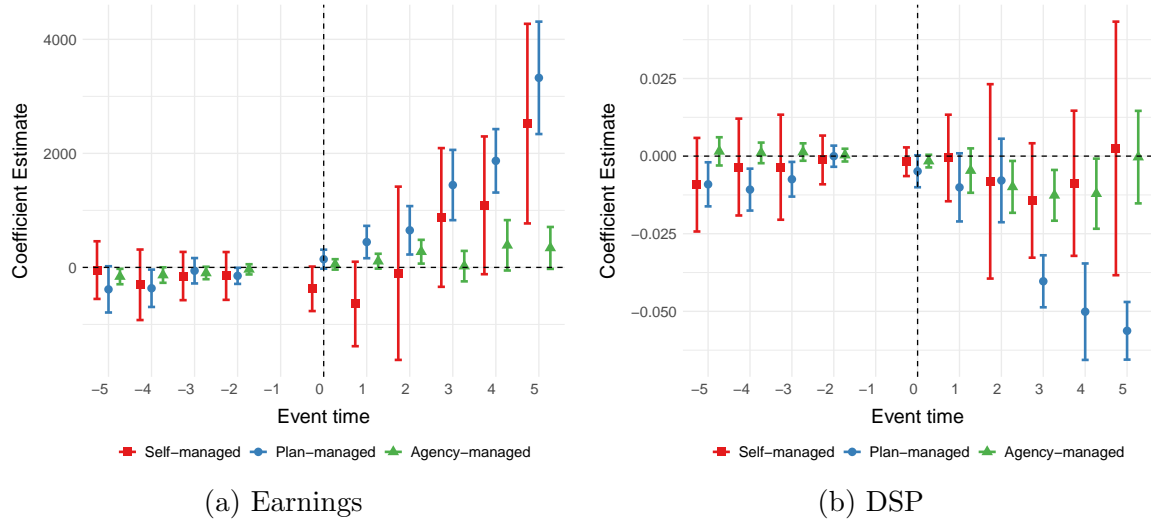 4000
2000
0
Coefficient Estimate
−5 −4 −3 −2 0 1 2 3 4 5
Event time
Self−managed Plan−managed Agency−managed
(a) Earnings
0.025
0.000
−0.025
−0.050
Coefficient Estimate
−5 −4 −3 −2 0 1 2 3 4 5
Event time
Self−managed Plan−managed Agency−managed
(b) DSP